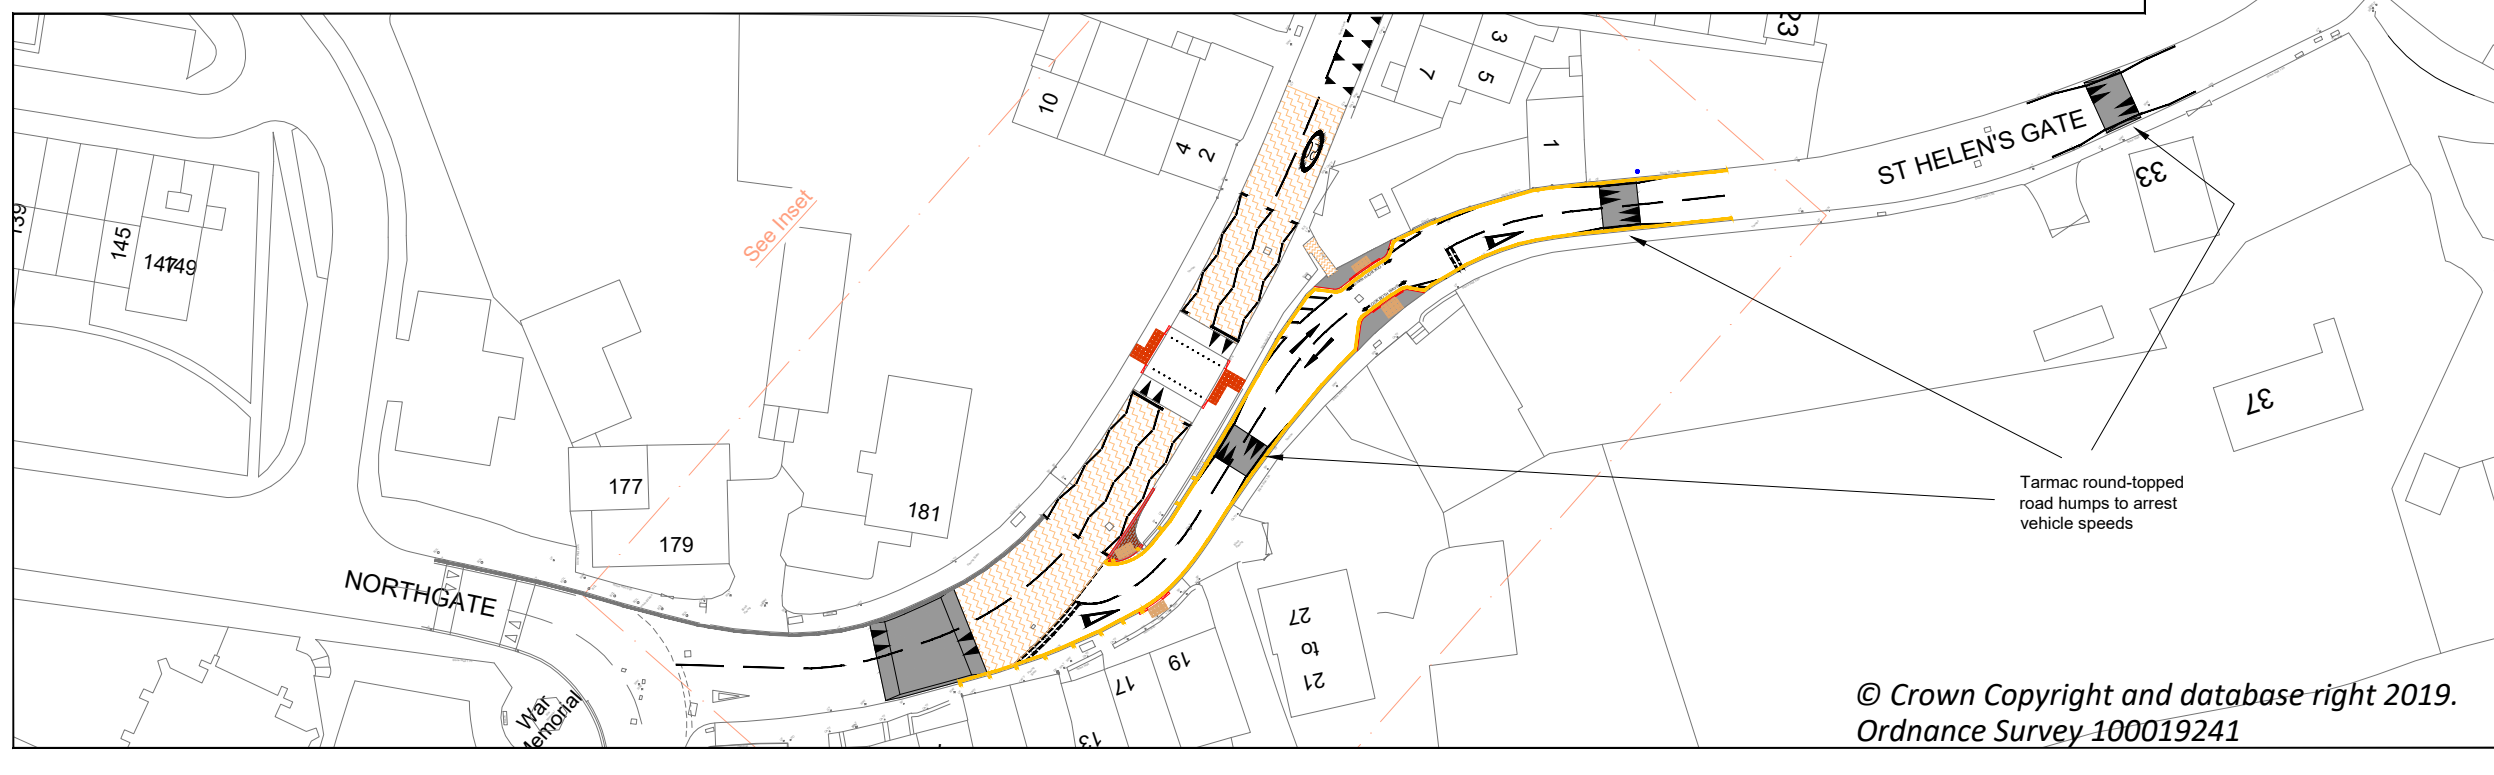 23
3
5
7
10
4
2
1
ST HELEN'S GATE
33
See Inset
139
145
147
149
37
177
179
181
Tarmac round-topped
road humps to arrest
vehicle speeds
NORTHGATE
27
to
21
19
17
13
War
Memorial
© Crown Copyright and database right 2019.
Ordnance Survey 100019241